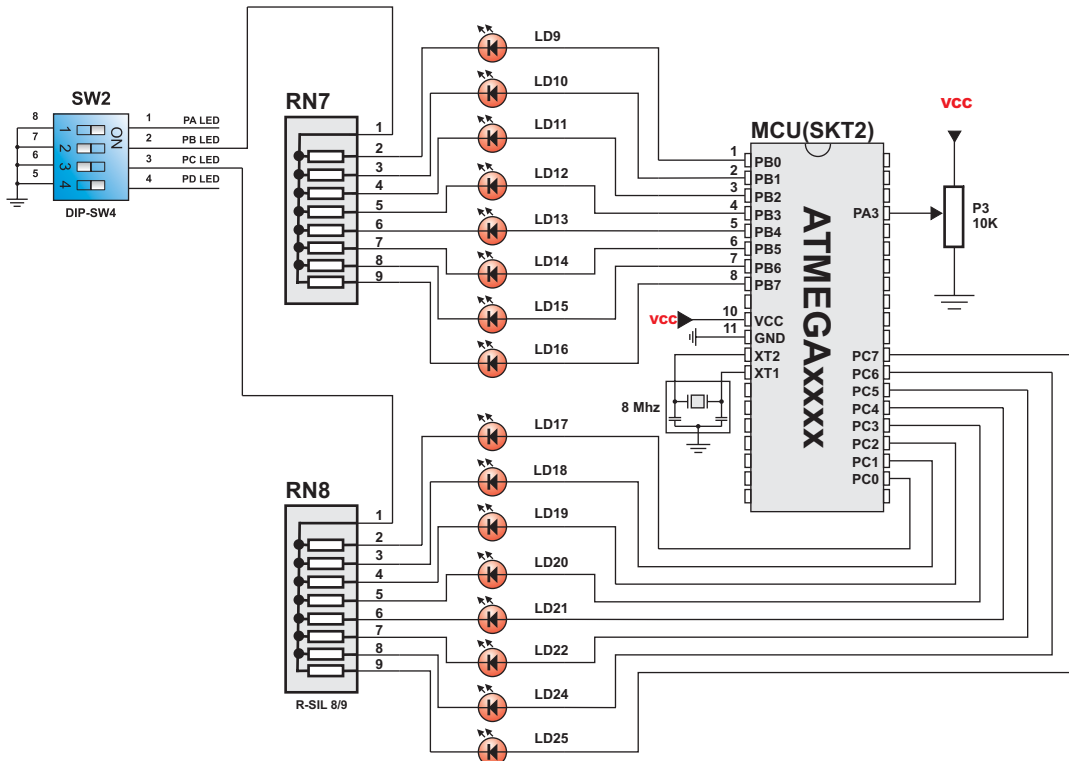 SW2
8
7
6
5
1
2
3
4
ON
1
2
3
4
PA LED
PB LED
PC LED
PD LED
DIP-SW4
RN7
1
2
3
4
5
6
7
8
9
LD9
LD10
LD11
LD12
LD13
LD14
LD15
LD16
MCU(SKT2)
1
2
3
4
5
6
7
8
10
11
PB0
PB1
PB2
PB3
PB4
PB5
PB6
PB7
VCC
VCC
GND
XT2
XT1
8 Mhz
ATMEGAxxxx
PA3
PC7
PC6
PC5
PC4
PC3
PC2
PC1
PC0
VCC
P3
10K
RN8
1
2
3
4
5
6
7
8
9
R-SIL 8/9
LD17
LD18
LD19
LD20
LD21
LD22
LD24
LD25